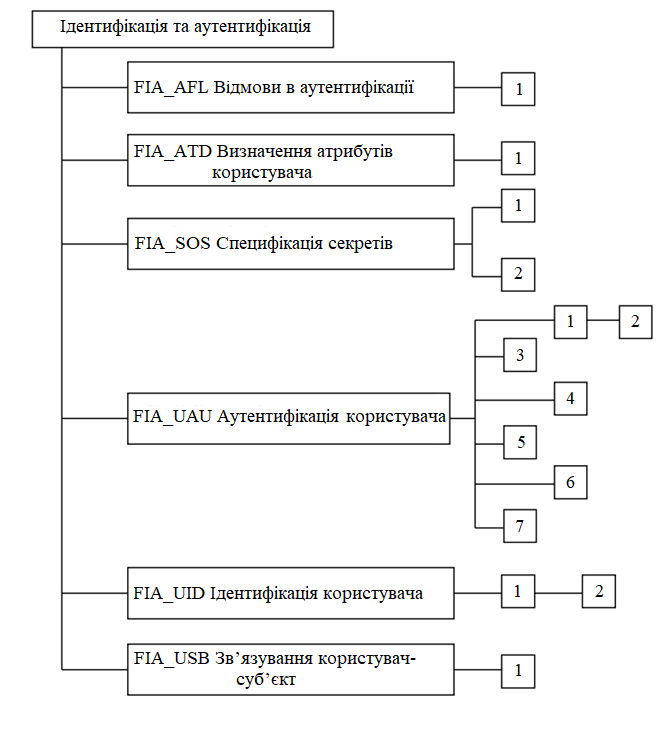 Ідентифікація та аутентифікація
FIA_AFL Відмови в аутентифікації
1
FIA_ATD Визначення атрибутів
користувача
1
FIA_SOS Специфікація секретів
1
2
FIA_UAU Аутентифікація користувача
1 2
3
4
5
6
7
FIA_UID Ідентифікація користувача
1 2
FIA_USB Зв’язування користувач-
суб’єкт
1